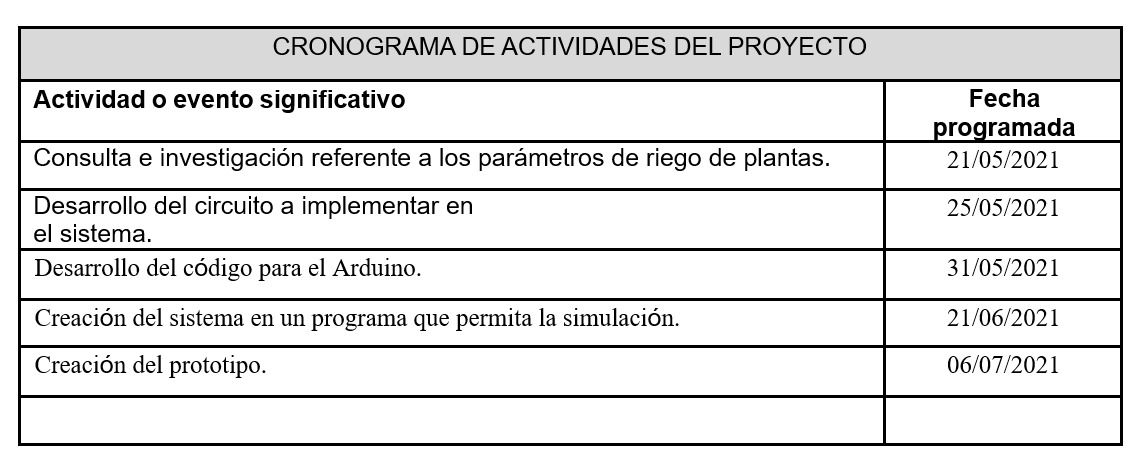 CRONOGRAMA DE ACTIVIDADES DEL PROYECTO
Actividad o evento significativo
Fecha
programada
Consulta e investigación referente a los parámetros de riego de plantas.
21/05/2021
Desarrollo del circuito a implementar en
el sistema.
25/05/2021
Desarrollo del código para el Arduino.
31/05/2021
Creación del sistema en un programa que permita la simulación.
21/06/2021
Creación del prototipo.
06/07/2021